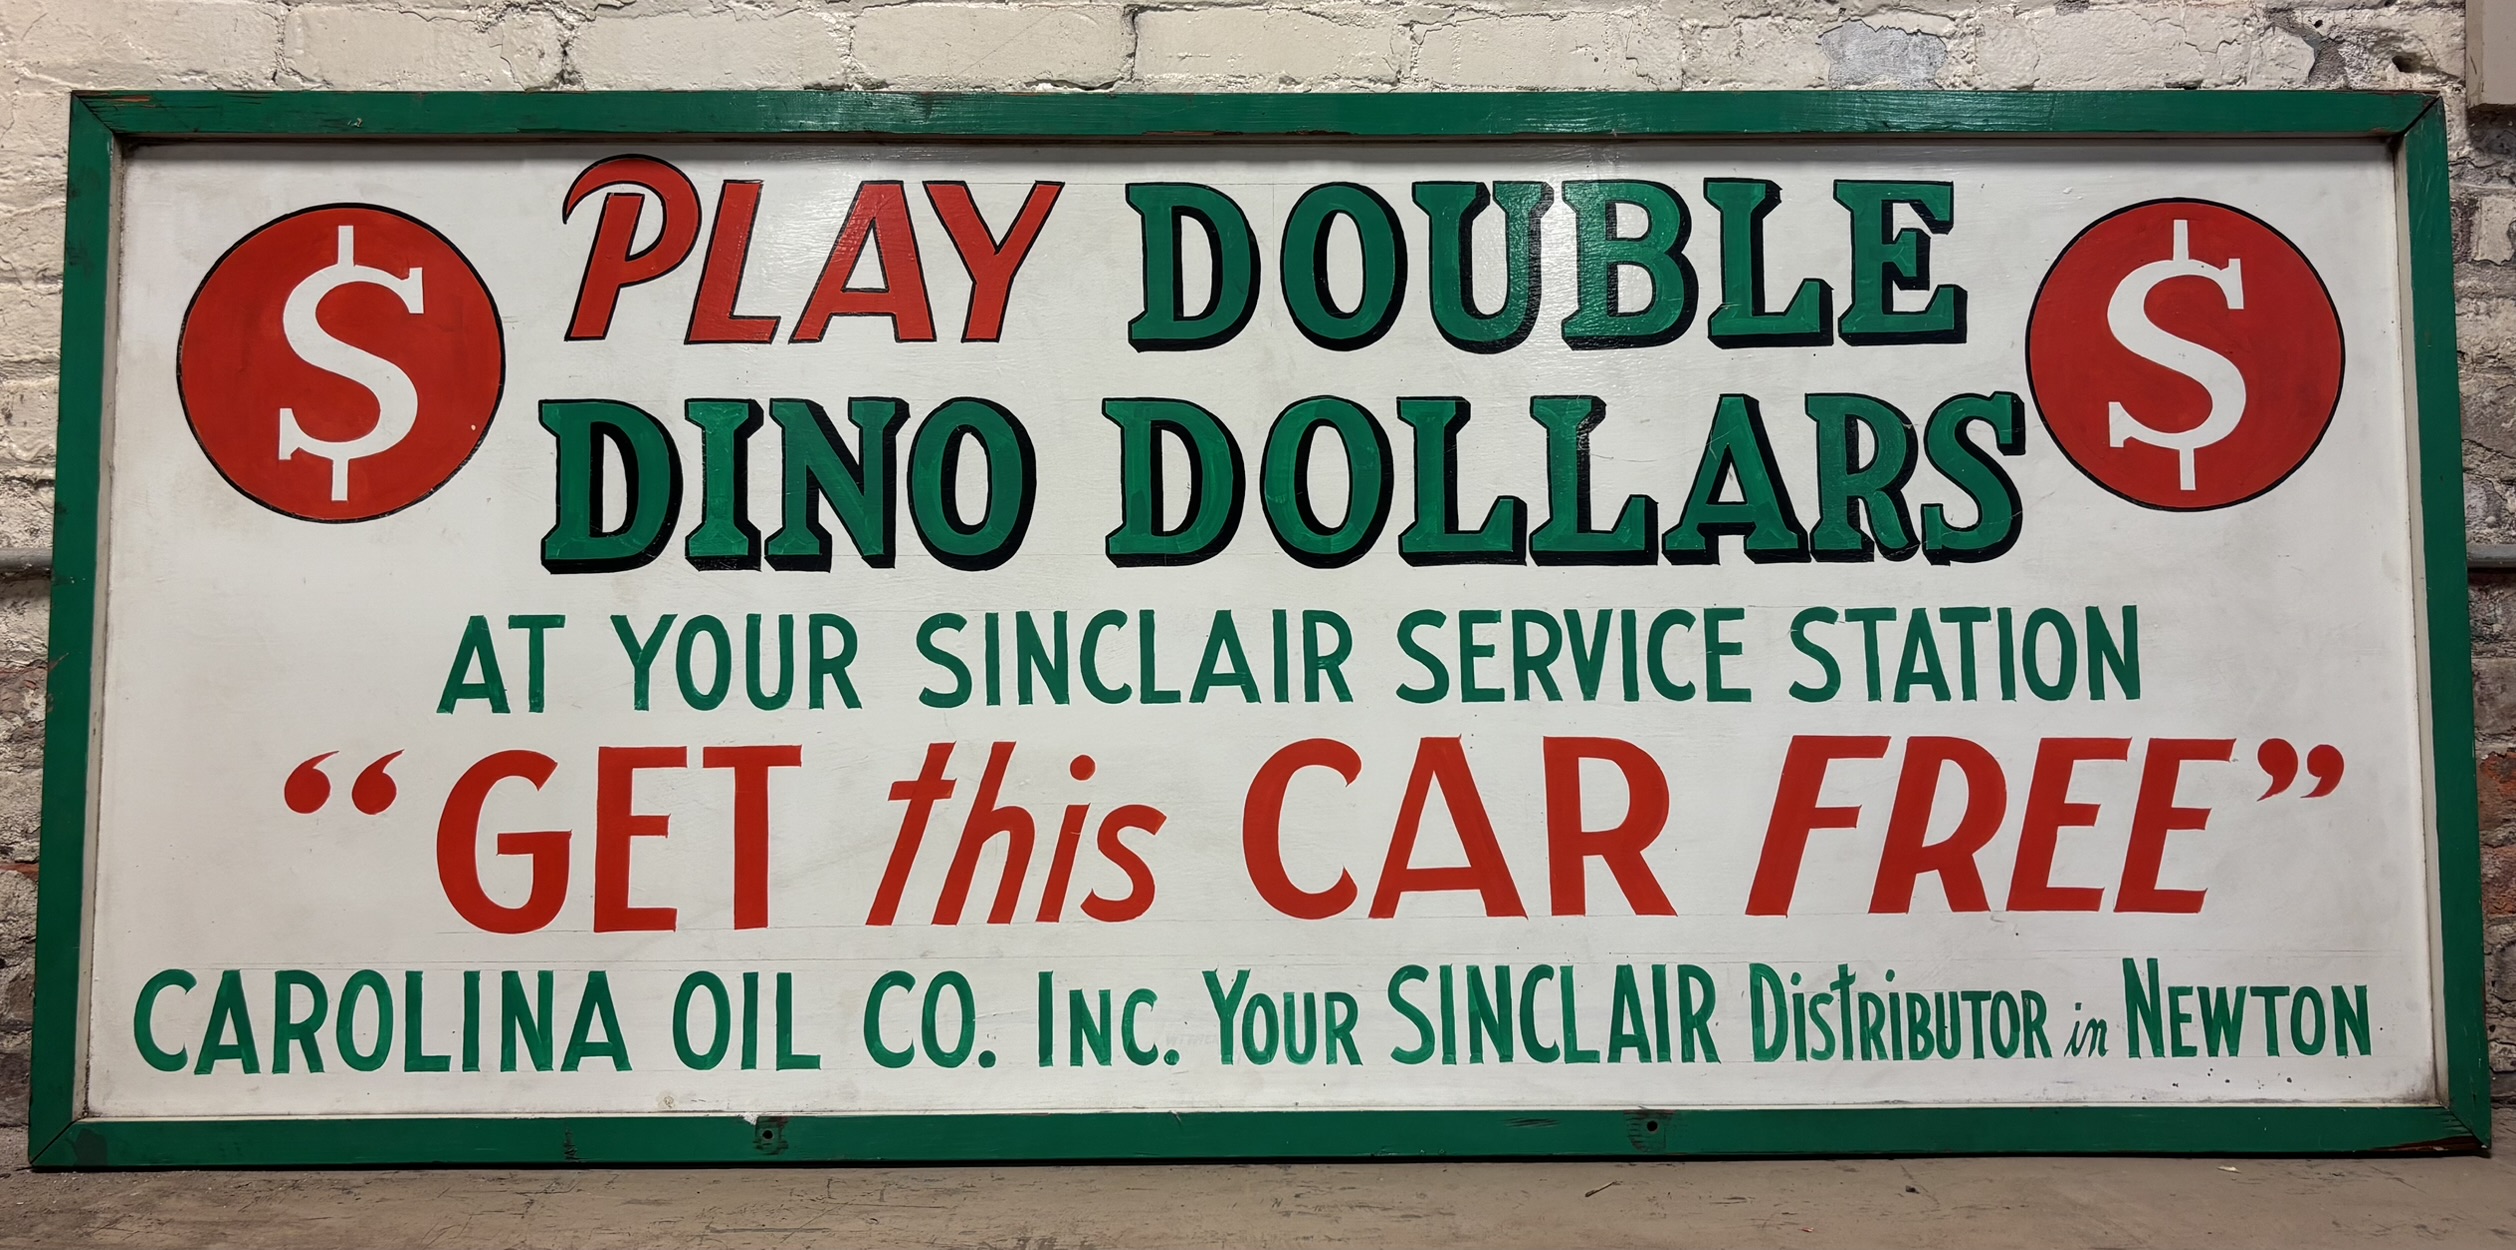 $ PLAY DOUBLE $
DINO DOLLARS
AT YOUR SINCLAIR SERVICE STATION
“GET this CAR FREE”
CAROLINA OIL CO. INC. YOUR SINCLAIR DisTRIBUTOR in NEWTON